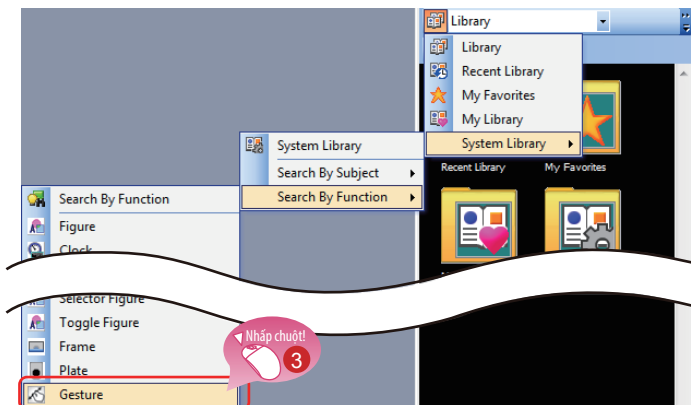 Library
Library
Recent Library
My Favorites
My Library
System Library
Recent Library
My Favorites
System Library
Search By Subject
Search By Function
Search By Function
Figure
Clock
Selector Figure
Toggle Figure
Frame
Plate
Gesture
Nhấp chuột!
3